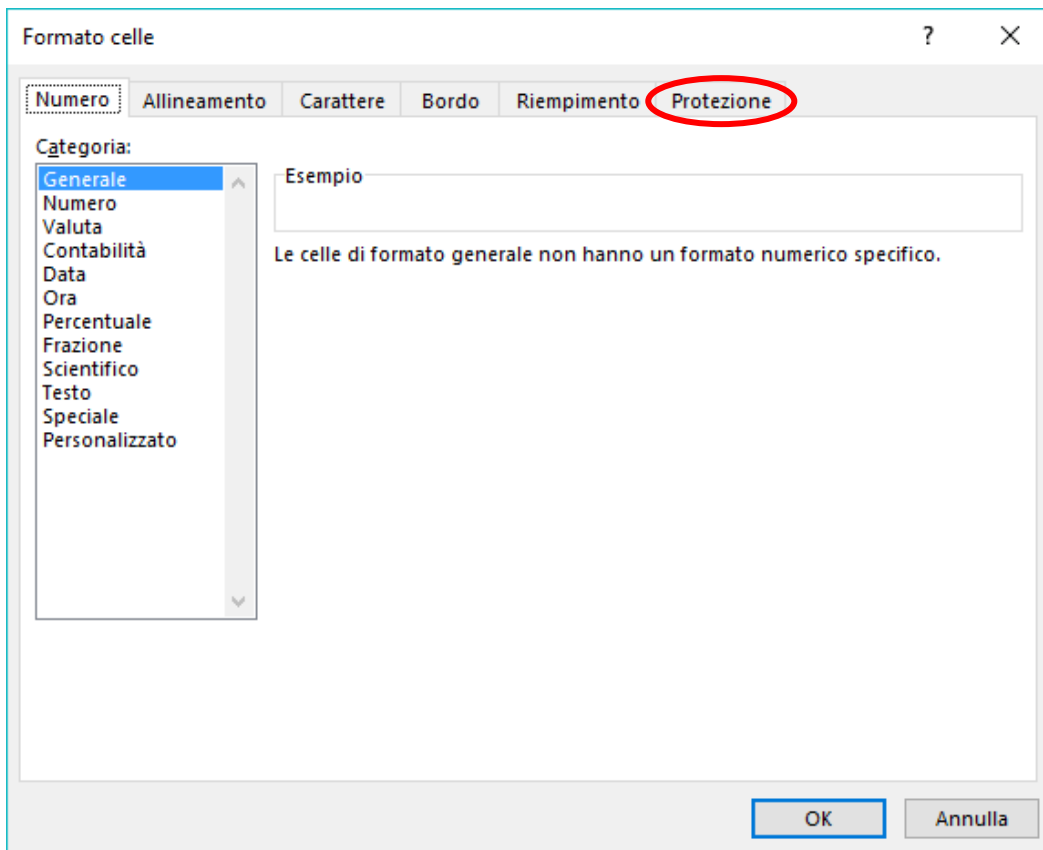 Formato celle
?
Numero
Allineamento
Carattere
Bordo
Riempimento
Protezione
Categoria:
Generale
Numero
Valuta
Contabilità
Data
Ora
Percentuale
Frazione
Scientifico
Testo
Speciale
Personalizzato
Esempio
Le celle di formato generale non hanno un formato numerico specifico.
OK
Annulla